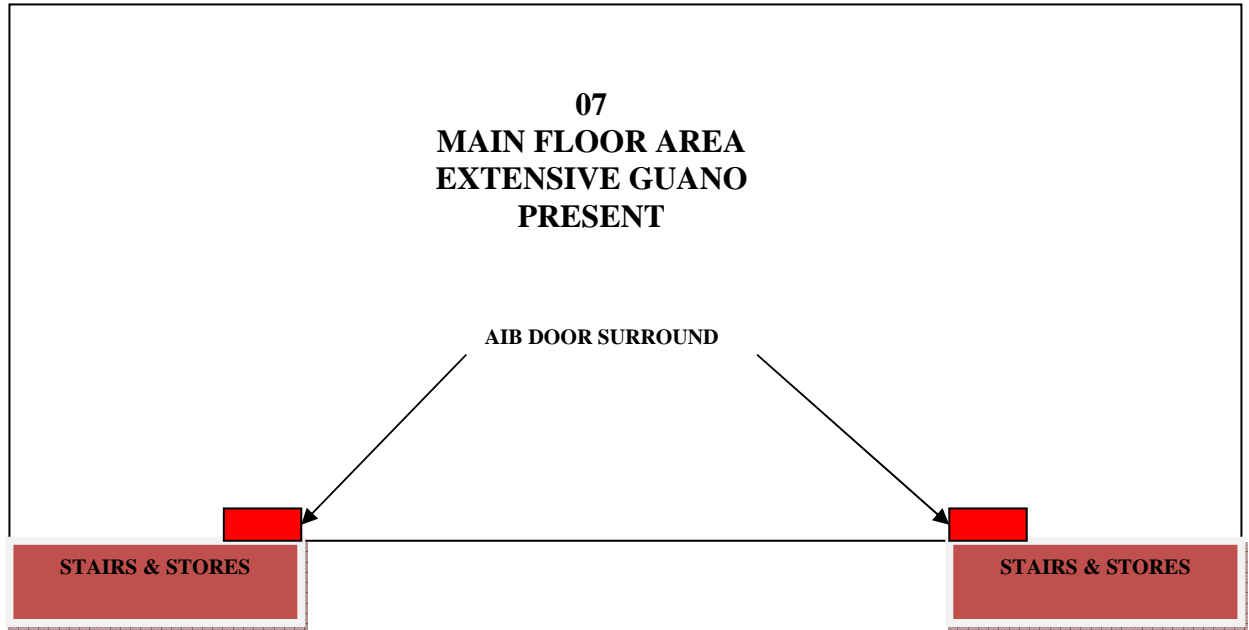 07
MAIN FLOOR AREA
EXTENSIVE GUANO
PRESENT
AIB DOOR SURROUND
STAIRS & STORES
STAIRS & STORES